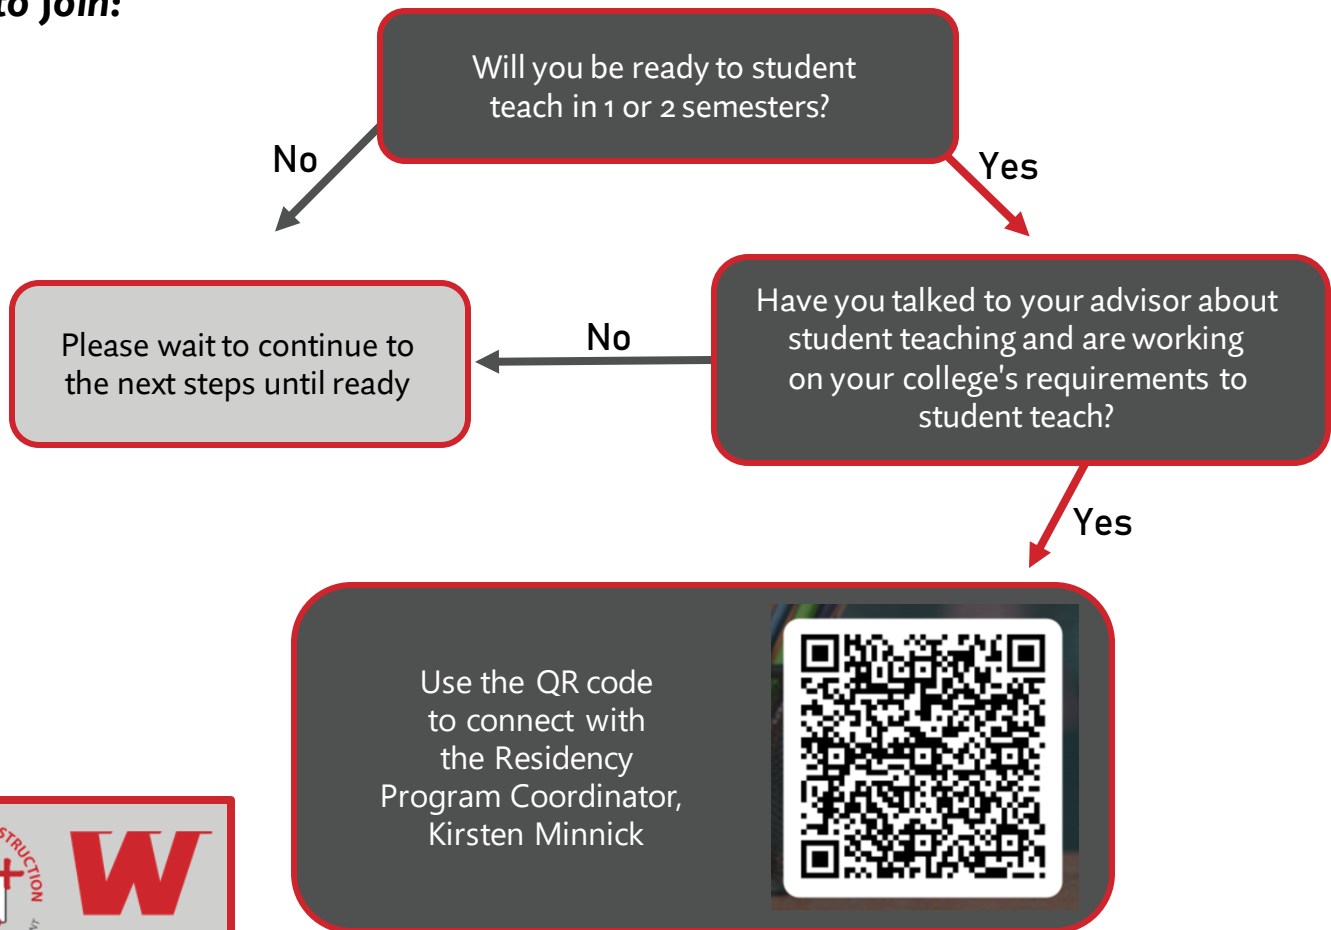 to join:
Will you be ready to student
teach in 1 or 2 semesters?
No
Yes
Please wait to continue to
the next steps until ready
No
Have you talked to your advisor about
student teaching and are working
on your college's requirements to
student teach?
Yes
Use the QR code
to connect with
the Residency
Program Coordinator,
Kirsten Minnick
W